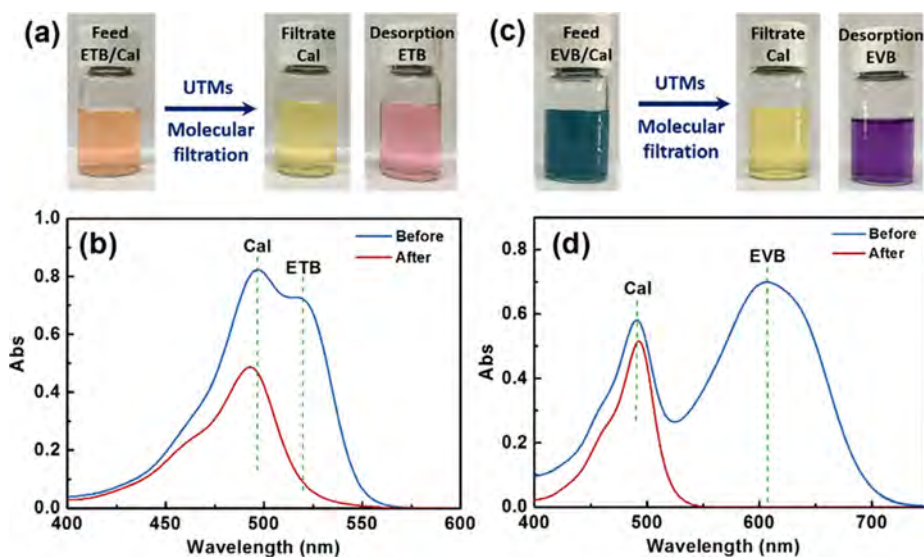 (a)
Feed
ETB/Cal
UTMs
Molecular
filtration
Filtrate
Cal
Desorption
ETB
(c)
Feed
EVB/Cal
UTMs
Molecular
filtration
Filtrate
Cal
Desorption
EVB
(b)
Cal
ETB
Before
After
Abs
1.0
0.8
0.6
0.4
0.2
0.0
400 450 500 550 600
Wavelength (nm)
(d)
Cal
EVB
Before
After
Abs
0.8
0.6
0.4
0.2
0.0
400 500 600 700
Wavelength (nm)